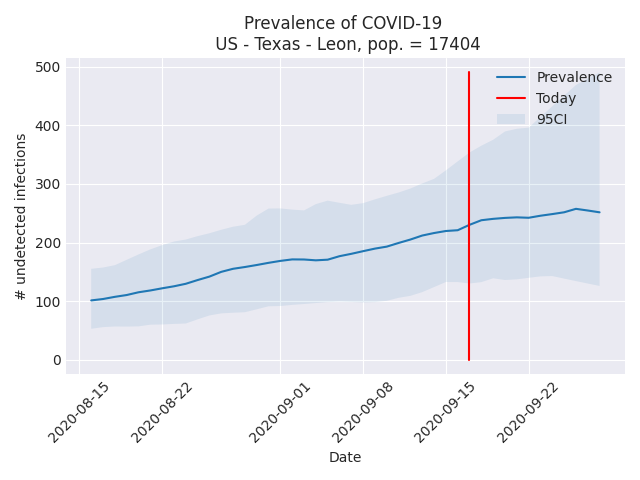 Prevalence of COVID-19
US - Texas - Leon, pop. = 17404
500
400
300
200
100
0
# undetected infections
Prevalence
Today
95CI
2020-08-15
2020-08-22
2020-09-01
2020-09-08
2020-09-15
2020-09-22
Date